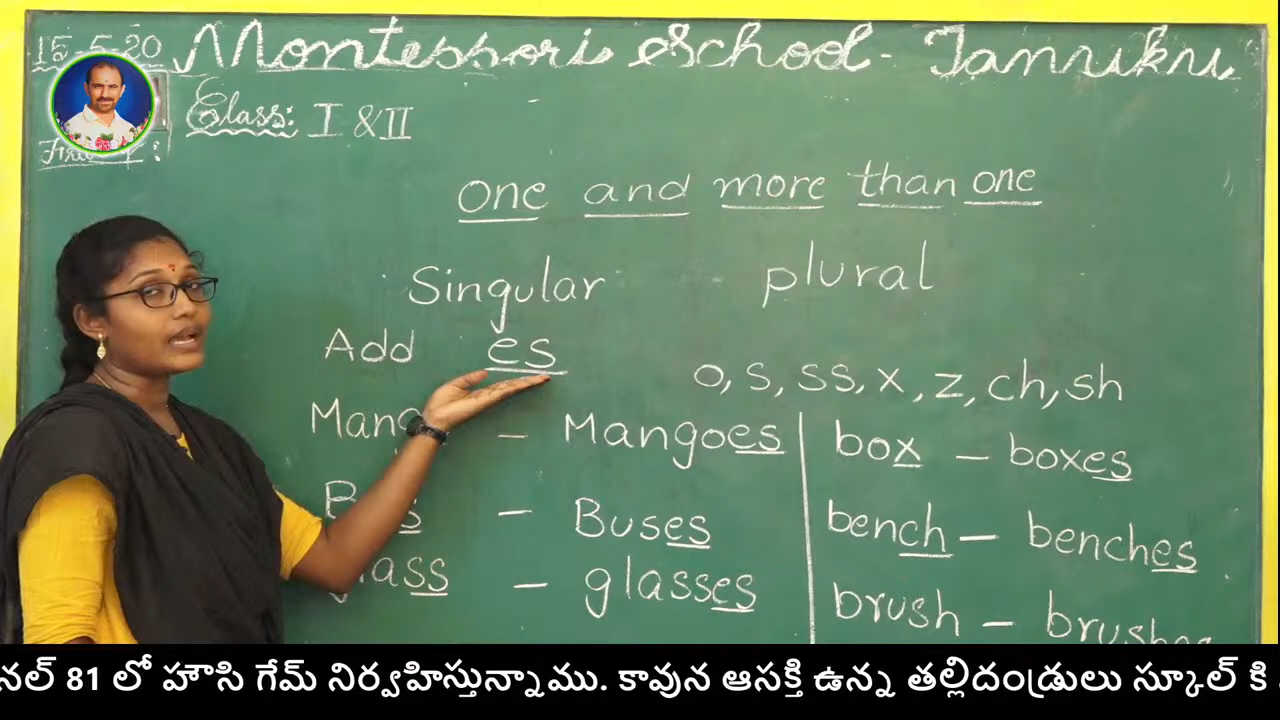 15-5-20 Montessori School - Tanuku
Class: I & II
one and more than one
Singular plural
Add es o, s, ss, x, z, ch, sh
– Mangoes box – boxes
– Buses bench – benches
– glasses brush – brushes
81 లో హౌసి గేమ్ నిర్వహిస్తున్నాము. కావున ఆసక్తి ఉన్న తల్లిదండ్రులు స్కూల్ కి